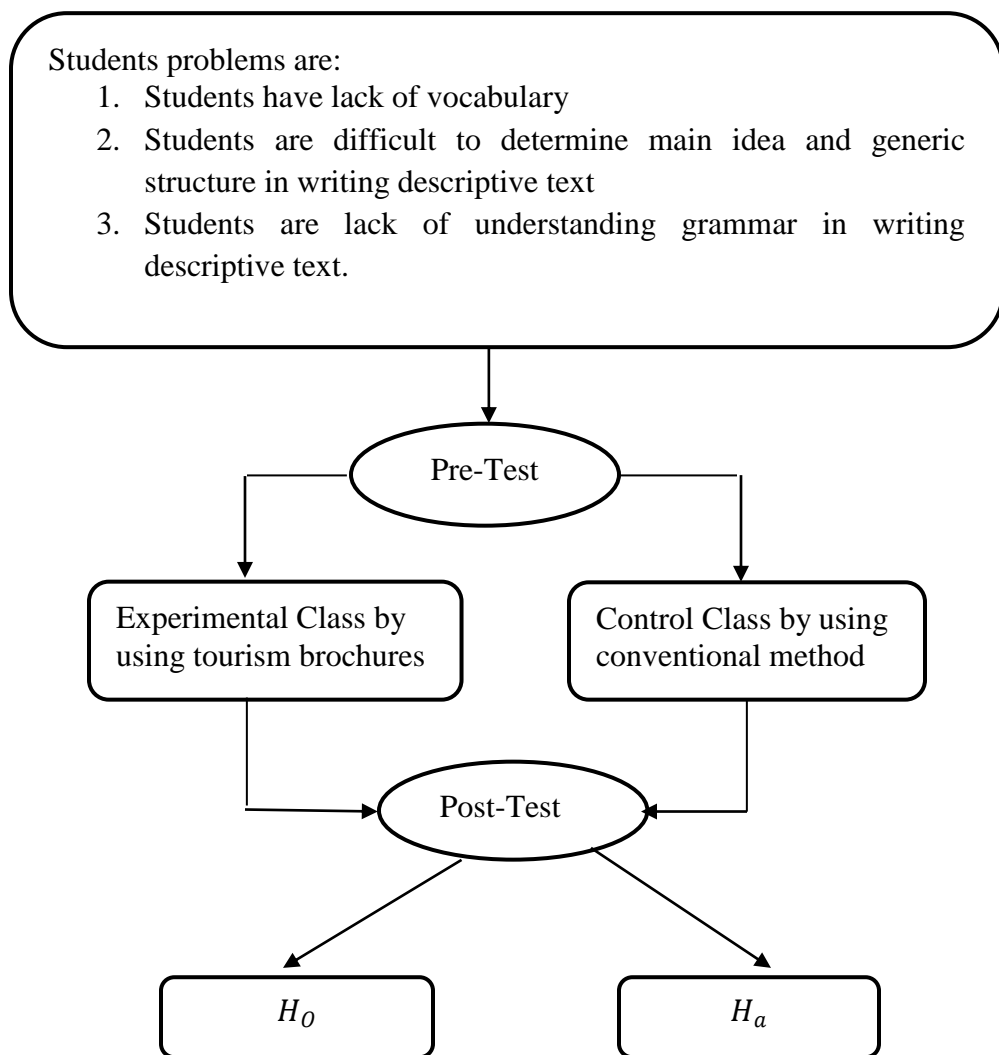 Students problems are:
1. Students have lack of vocabulary
2. Students are difficult to determine main idea and generic
structure in writing descriptive text
3. Students are lack of understanding grammar in writing
descriptive text.
Pre-Test
Experimental Class by
using tourism brochures
Control Class by using
conventional method
Post-Test
H_O
H_a